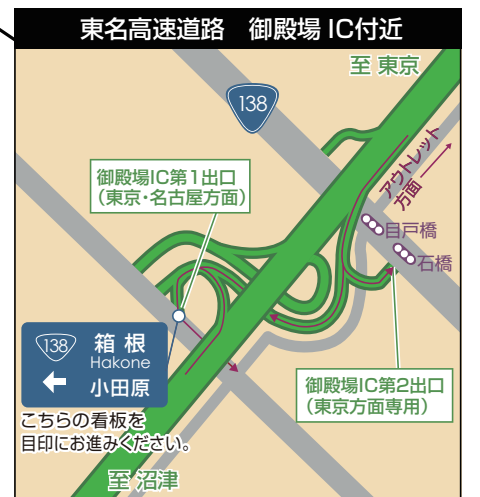 東名高速道路 御殿場 IC付近
至 東京
138
御殿場IC第1出口
(東京・名古屋方面)
アウトレット
方面
目戸橋
石橋
138 箱根
Hakone
小田原
こちらの看板を
目印にお進みください。
御殿場IC第2出口
(東京方面専用)
至 沼津